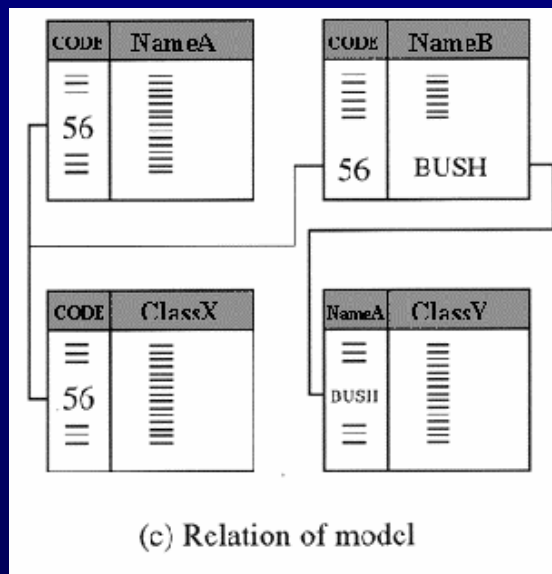 CODE NameA
56
CODE NameB
56 BUSH
CODE ClassX
56
NameA ClassY
BUSH
(c) Relation of model